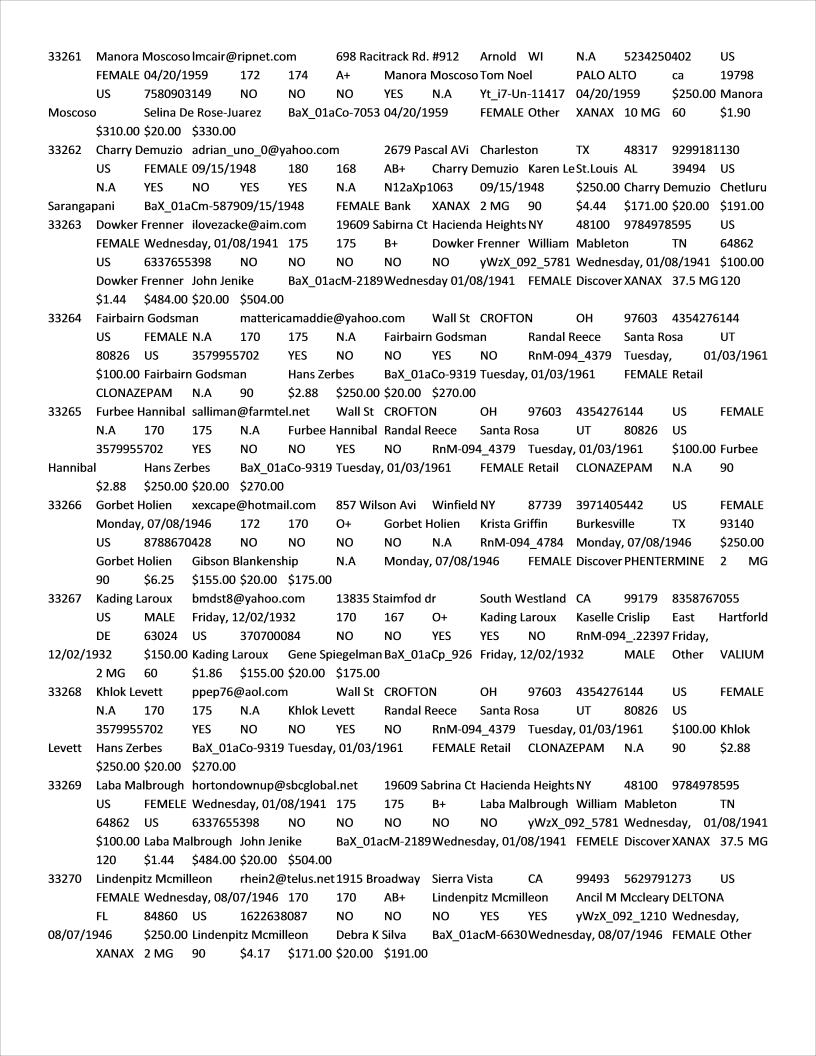 33261 Manora Moscoso lmcair@ripnet.com 698 Racitrack Rd. #912 Arnold WI N.A 5234250402 US
FEMALE 04/20/1959 172 174 A+ Manora Moscoso Tom Noel PALO ALTO ca 19798
US 7580903149 NO NO YES N.A Yt_i7-Un-11417 04/20/1959 $250.00 Manora
Moscoso Selina De Rose-Juarez BaX_01aCo-7053 04/20/1959 FEMALE Other XANAX 10 MG 60 $1.90
$310.00 $20.00 $330.00
33262 Charry Demuzio adrian_uno_0@yahoo.com 2679 Pascal AVi Charleston TX 48317 9299181130
US FEMALE 09/15/1948 180 168 AB+ Charry Demuzio Karen Le St.Louis AL 39494 US
N.A YES NO YES YES N.A N12aXp1063 09/15/1948 $250.00 Charry Demuzio Chetluru
Sarangapani BaX_01aCm-5879 09/15/1948 FEMALE Bank XANAX 2 MG 90 $4.44 $171.00 $20.00 $191.00
33263 Dowker Frenner ilovezacke@aim.com 19609 Sabirna Ct Hacienda Heights NY 48100 9784978595 US
FEMALE Wednesday, 01/08/1941 175 175 B+ Dowker Frenner William Mableton TN 64862
US 6337655398 NO NO NO NO NO yWzX_092_5781 Wednesday, 01/08/1941 $100.00
Dowker Frenner John Jenike BaX_01acM-2189 Wednesday 01/08/1941 FEMALE Discover XANAX 37.5 MG 120
$1.44 $484.00 $20.00 $504.00
33264 Fairbairn Godsman mattericamaddie@yahoo.com Wall St CROFTON OH 97603 4354276144
US FEMALE N.A 170 175 N.A Fairbairn Godsman Randal Reece Santa Rosa UT
80826 US 3579955702 YES NO NO YES NO RnM-094_4379 Tuesday, 01/03/1961
$100.00 Fairbairn Godsman Hans Zerbes BaX_01aCo-9319 Tuesday, 01/03/1961 FEMALE Retail
CLONAZEPAM N.A 90 $2.88 $250.00 $20.00 $270.00
33265 Furbee Hannibal salliman@farmtel.net Wall St CROFTON OH 97603 4354276144 US FEMALE
N.A 170 175 N.A Furbee Hannibal Randal Reece Santa Rosa UT 80826 US
3579955702 YES NO NO YES NO RnM-094_4379 Tuesday, 01/03/1961 $100.00 Furbee
Hannibal Hans Zerbes BaX_01aCo-9319 Tuesday, 01/03/1961 FEMALE Retail CLONAZEPAM N.A 90
$2.88 $250.00 $20.00 $270.00
33266 Gorbet Holien xexcape@hotmail.com 857 Wilson Avi Winfield NY 87739 3971405442 US FEMALE
Monday, 07/08/1946 172 170 O+ Gorbet Holien Krista Griffin Burkesville TX 93140
US 8788670428 NO NO NO NO N.A RnM-094_4784 Monday, 07/08/1946 $250.00
Gorbet Holien Gibson Blankenship N.A Monday, 07/08/1946 FEMALE Discover PHENTERMINE 2 MG
90 $6.25 $155.00 $20.00 $175.00
33267 Kading Laroux bmdst8@yahoo.com 13835 Staimfod dr South Westland CA 99179 8358767055
US MALE Friday, 12/02/1932 170 167 O+ Kading Laroux Kaselle Crislip East Hartforld
DE 63024 US 370700084 NO NO YES YES NO RnM-094_.22397 Friday,
12/02/1932 $150.00 Kading Laroux Gene Spiegelman BaX_01aCp_926 Friday, 12/02/1932 MALE Other VALIUM
2 MG 60 $1.86 $155.00 $20.00 $175.00
33268 Khlok Levett ppep76@aol.com Wall St CROFTON OH 97603 4354276144 US FEMALE
N.A 170 175 N.A Khlok Levett Randal Reece Santa Rosa UT 80826 US
3579955702 YES NO NO YES NO RnM-094_4379 Tuesday, 01/03/1961 $100.00 Khlok
Levett Hans Zerbes BaX_01aCo-9319 Tuesday, 01/03/1961 FEMALE Retail CLONAZEPAM N.A 90 $2.88
$250.00 $20.00 $270.00
33269 Laba Malbrough hortondownup@sbcglobal.net 19609 Sabrina Ct Hacienda Heights NY 48100 9784978595
US FEMELE Wednesday, 01/08/1941 175 175 B+ Laba Malbrough William Mableton TN
64862 US 6337655398 NO NO NO NO NO yWzX_092_5781 Wednesday, 01/08/1941
$100.00 Laba Malbrough John Jenike BaX_01acM-2189 Wednesday, 01/08/1941 FEMELE Discover XANAX 37.5 MG
120 $1.44 $484.00 $20.00 $504.00
33270 Lindenpitz Mcmilleon rhein2@telus.net 1915 Broadway Sierra Vista CA 99493 5629791273 US
FEMALE Wednesday, 08/07/1946 170 170 AB+ Lindenpitz Mcmilleon Ancil M Mccleary DELTONA
FL 84860 US 1622638087 NO NO NO YES YES yWzX_092_1210 Wednesday,
08/07/1946 $250.00 Lindenpitz Mcmilleon Debra K Silva BaX_01acM-6630 Wednesday, 08/07/1946 FEMALE Other
XANAX 2 MG 90 $4.17 $171.00 $20.00 $191.00